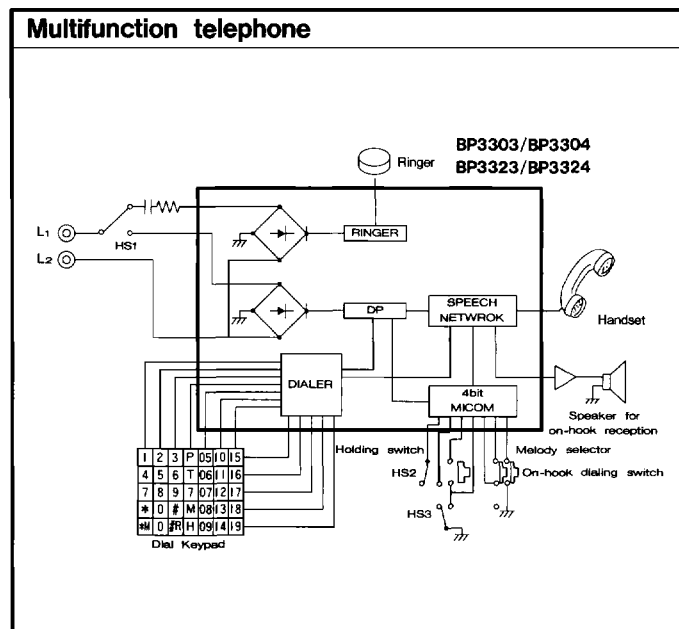 Multifunction telephone
BP3303/BP3304
BP3323/BP3324
Ringer
L1
HS1
L2
RINGER
DP
SPEECH
NETWROK
Handset
DIALER
4bit
MICOM
Speaker for
on-hook reception
Holding switch
Melody selector
HS2
On-hook dialing switch
HS3
1 2 3 P 05 10 15
4 5 6 T 06 11 16
7 8 9 7 07 12 17
* 0 # M 08 13 18
*M 0 #R H 09 14 19
Dial Keypad